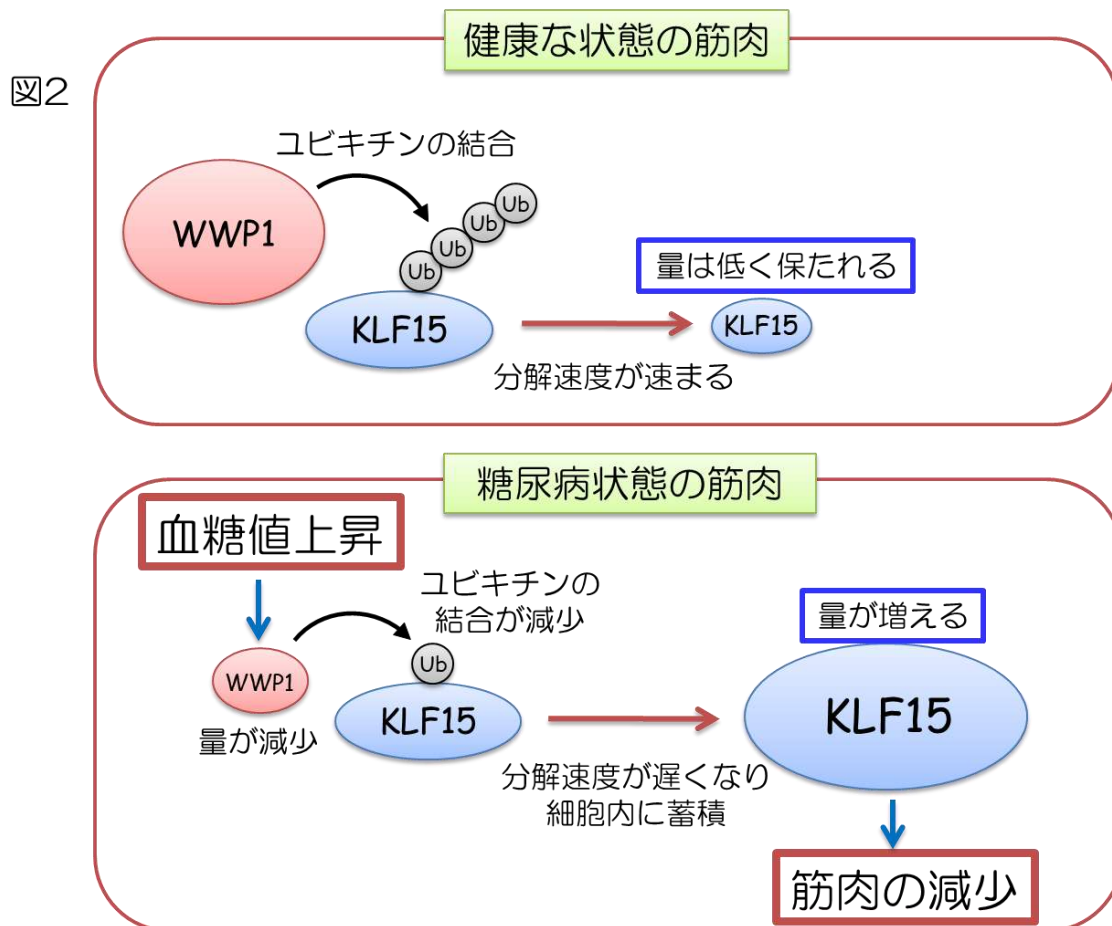 図2
健康な状態の筋肉
ユビキチンの結合
WWP1
Ub
Ub
Ub
Ub
KLF15
量は低く保たれる
KLF15
分解速度が速まる
糖尿病状態の筋肉
血糖値上昇
ユビキチンの
結合が減少
WWP1
量が減少
Ub
KLF15
分解速度が遅くなり
細胞内に蓄積
量が増える
KLF15
筋肉の減少